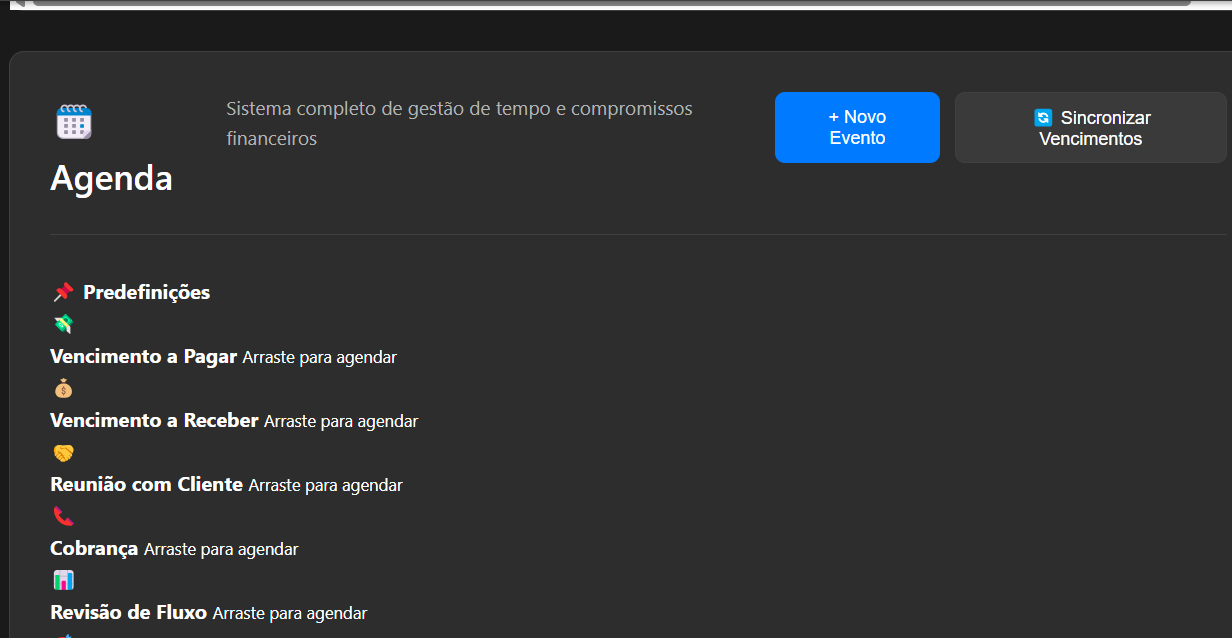 Agenda
Sistema completo de gestão de tempo e compromissos
financeiros
+ Novo
Evento
Sincronizar
Vencimentos
Predefinições
Vencimento a Pagar Arraste para agendar
Vencimento a Receber Arraste para agendar
Reunião com Cliente Arraste para agendar
Cobrança Arraste para agendar
Revisão de Fluxo Arraste para agendar